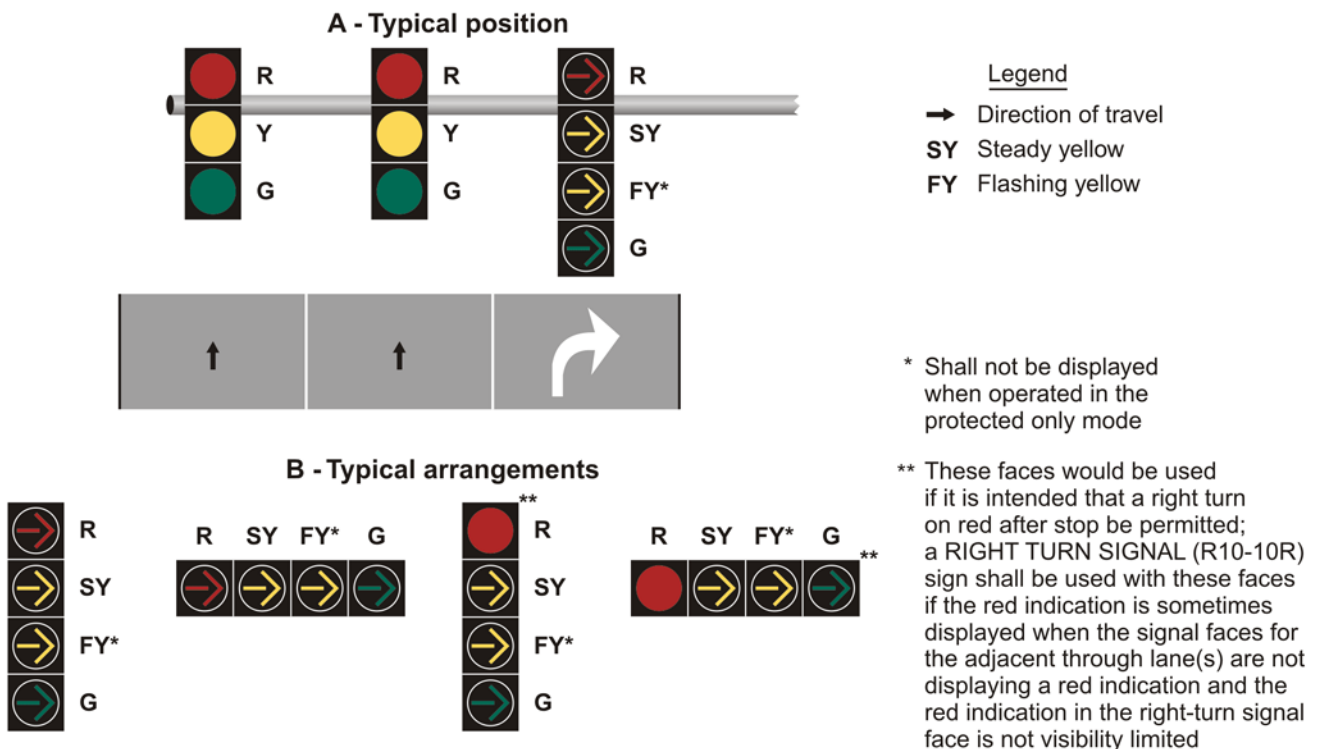 A - Typical position
R
R
R
Y
Y
SY
G
G
FY*
G
Legend
Direction of travel
SY Steady yellow
FY Flashing yellow
* Shall not be displayed
when operated in the
protected only mode
B - Typical arrangements
R
SY
FY*
G
R SY FY* G
**
R
SY
FY*
G
R SY FY* G
**
** These faces would be used
if it is intended that a right turn
on red after stop be permitted;
a RIGHT TURN SIGNAL (R10-10R)
sign shall be used with these faces
if the red indication is sometimes
displayed when the signal faces for
the adjacent through lane(s) are not
displaying a red indication and the
red indication in the right-turn signal
face is not visibility limited